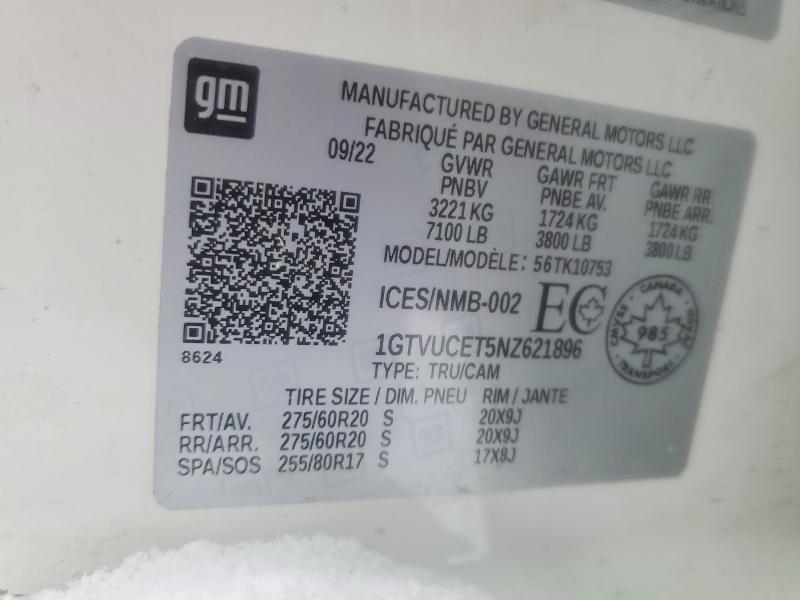 gm
MANUFACTURED BY GENERAL MOTORS LLC
FABRIQUÉ PAR GENERAL MOTORS LLC
09/22
GVWR GAWR FRT GAWR RR
PNBV PNBE AV. PNBE ARR.
3221 KG 1724 KG 1724 KG
7100 LB 3800 LB 3800 LB
MODEL/MODÈLE: 56TK10753
ICES/NMB-002 EC
CANADA
CMVSS 985 NSVAC
TRANSPORT
8624
1GTVUCET5NZ621896
TYPE: TRU/CAM
TIRE SIZE / DIM. PNEU RIM / JANTE
FRT/AV. 275/60R20 S 20X9J
RR/ARR. 275/60R20 S 20X9J
SPA/SOS 255/80R17 S 17X8J